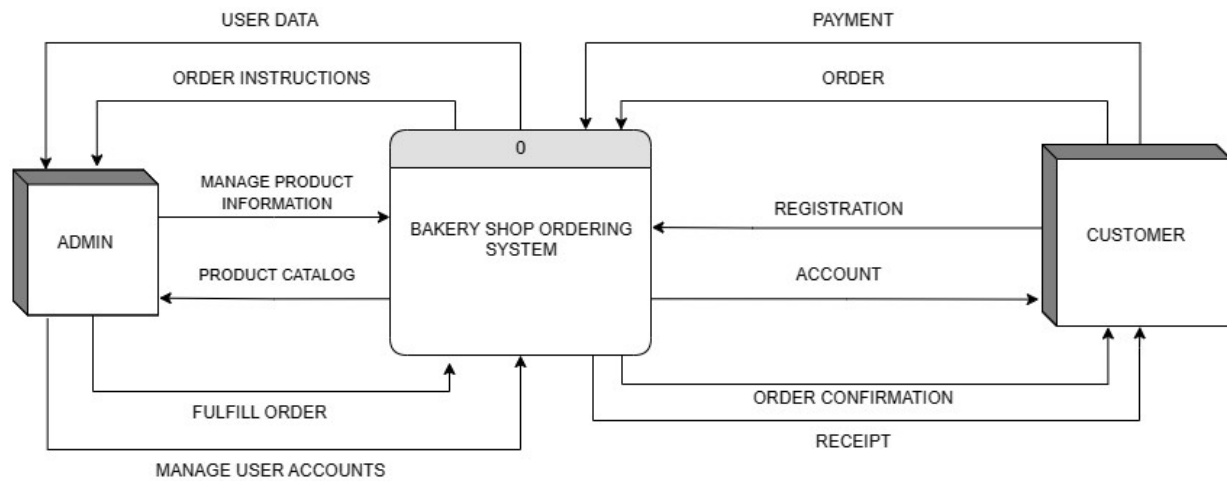 USER DATA
PAYMENT
ORDER INSTRUCTIONS
ORDER
0
MANAGE PRODUCT
INFORMATION
REGISTRATION
ADMIN
BAKERY SHOP ORDERING
SYSTEM
CUSTOMER
PRODUCT CATALOG
ACCOUNT
ORDER CONFIRMATION
FULFILL ORDER
RECEIPT
MANAGE USER ACCOUNTS